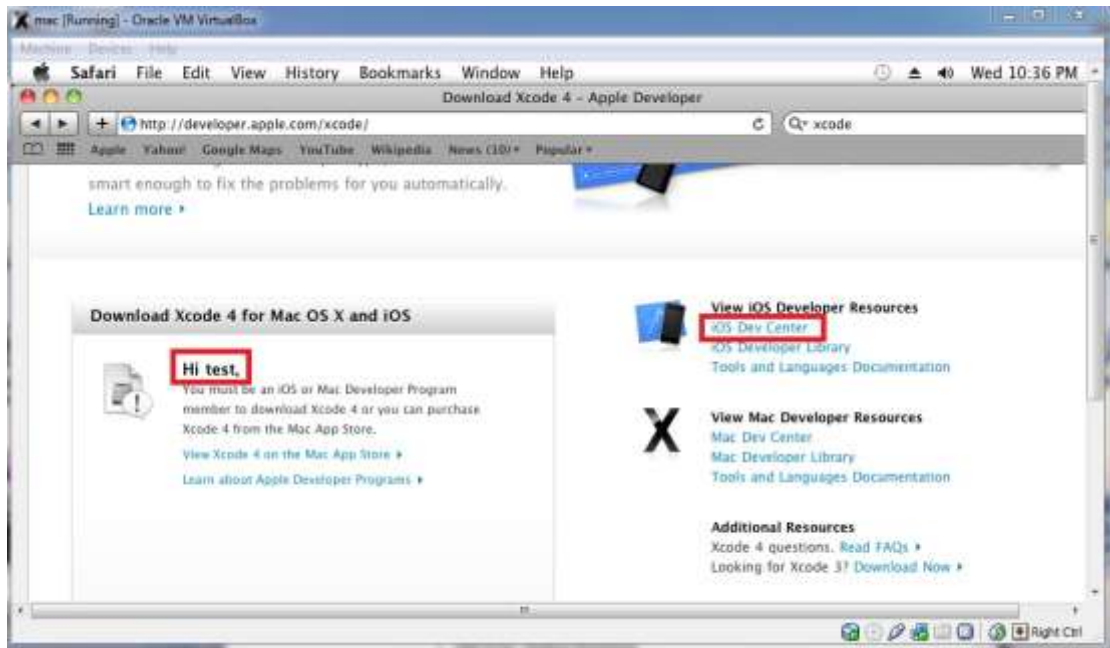 mac [Running] - Oracle VM VirtualBox
Machine Devices Help
Safari File Edit View History Bookmarks Window Help Wed 10:36 PM
Download Xcode 4 – Apple Developer
http://developer.apple.com/xcode/ xcode
Apple Yahoo! Google Maps YouTube Wikipedia News (10) Popular
smart enough to fix the problems for you automatically.
Learn more
Download Xcode 4 for Mac OS X and iOS
Hi test,
You must be an iOS or Mac Developer Program
member to download Xcode 4 or you can purchase
Xcode 4 from the Mac App Store.
View Xcode 4 on the Mac App Store
Learn about Apple Developer Programs
View iOS Developer Resources
iOS Dev Center
iOS Developer Library
Tools and Languages Documentation
View Mac Developer Resources
Mac Dev Center
Mac Developer Library
Tools and Languages Documentation
Additional Resources
Xcode 4 questions. Read FAQs
Looking for Xcode 3? Download Now
Right Ctrl